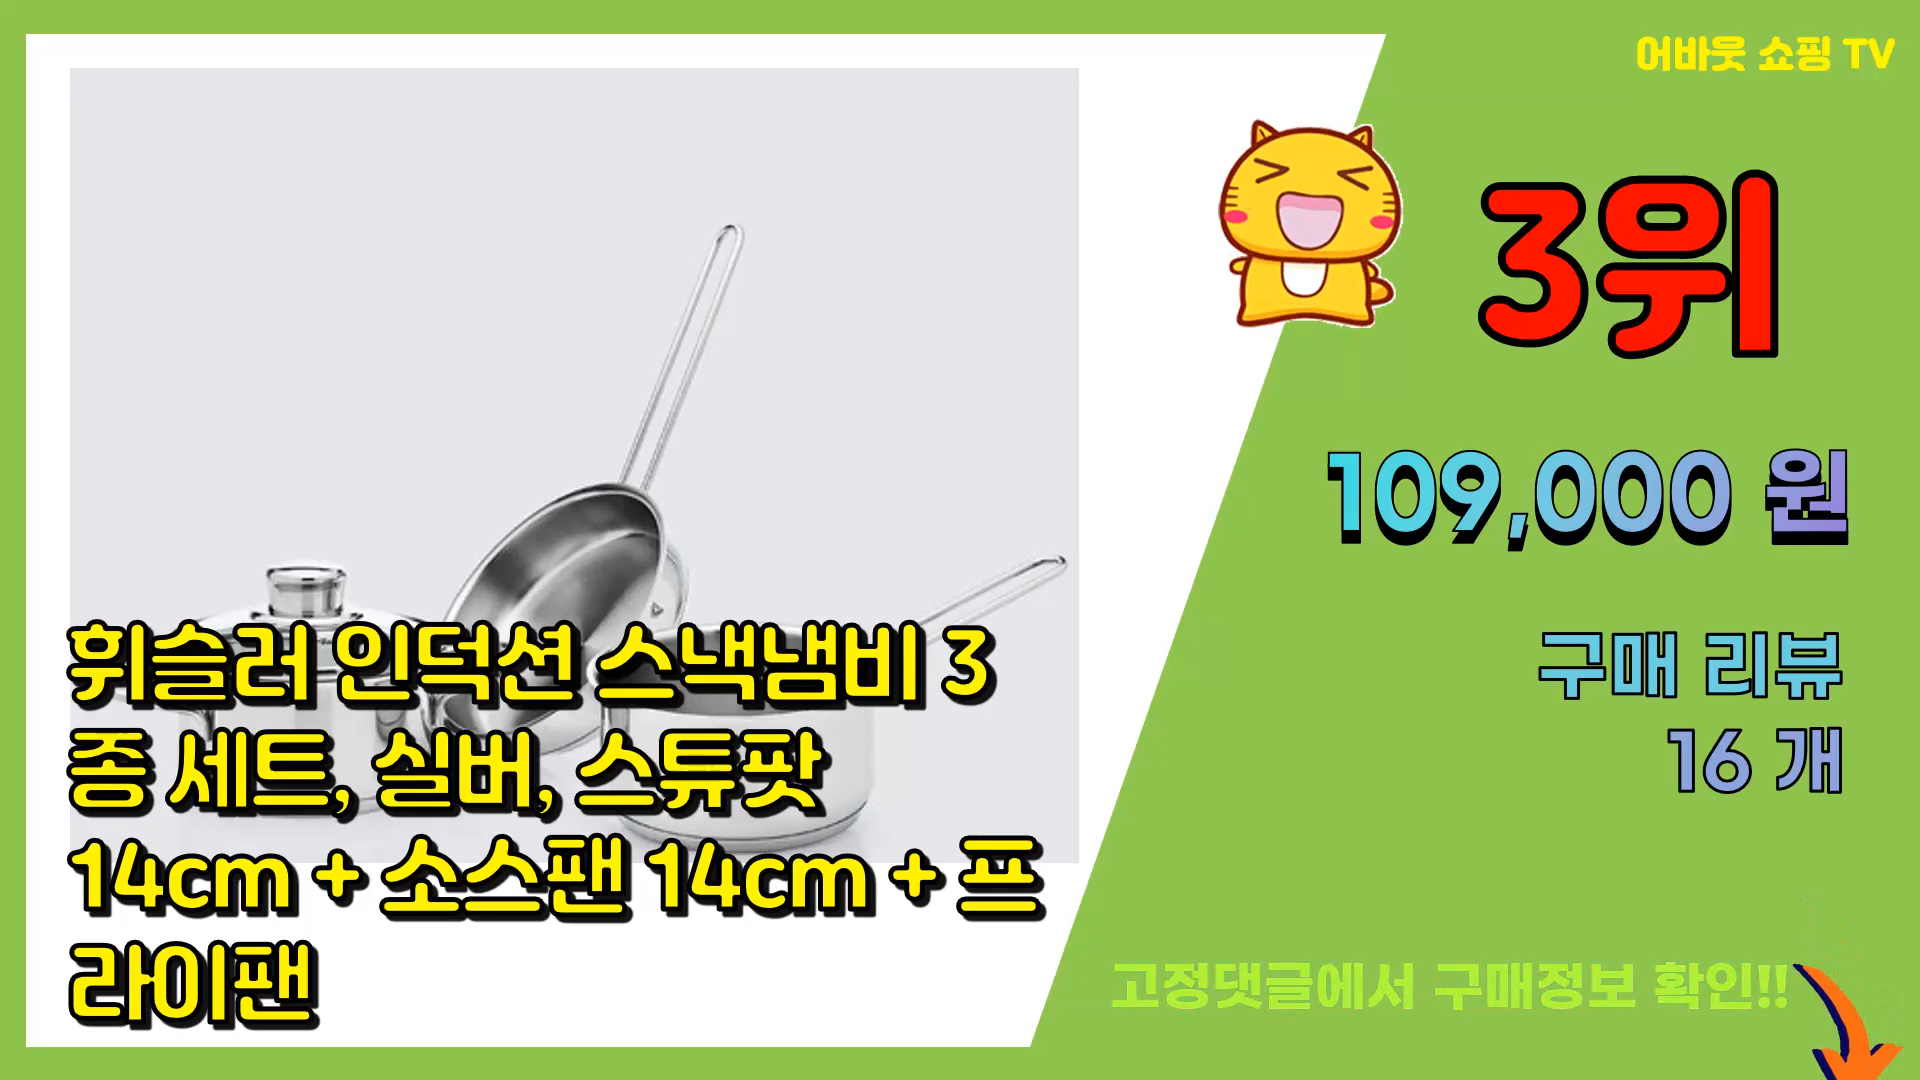 어바웃 쇼핑 TV
3위
109,000 원
구매 리뷰
16 개
휘슬러 인덕션 스낵냄비 3
종 세트, 실버, 스튜팟
14cm + 소스팬 14cm + 프
라이팬
고정댓글에서 구매정보 확인!!